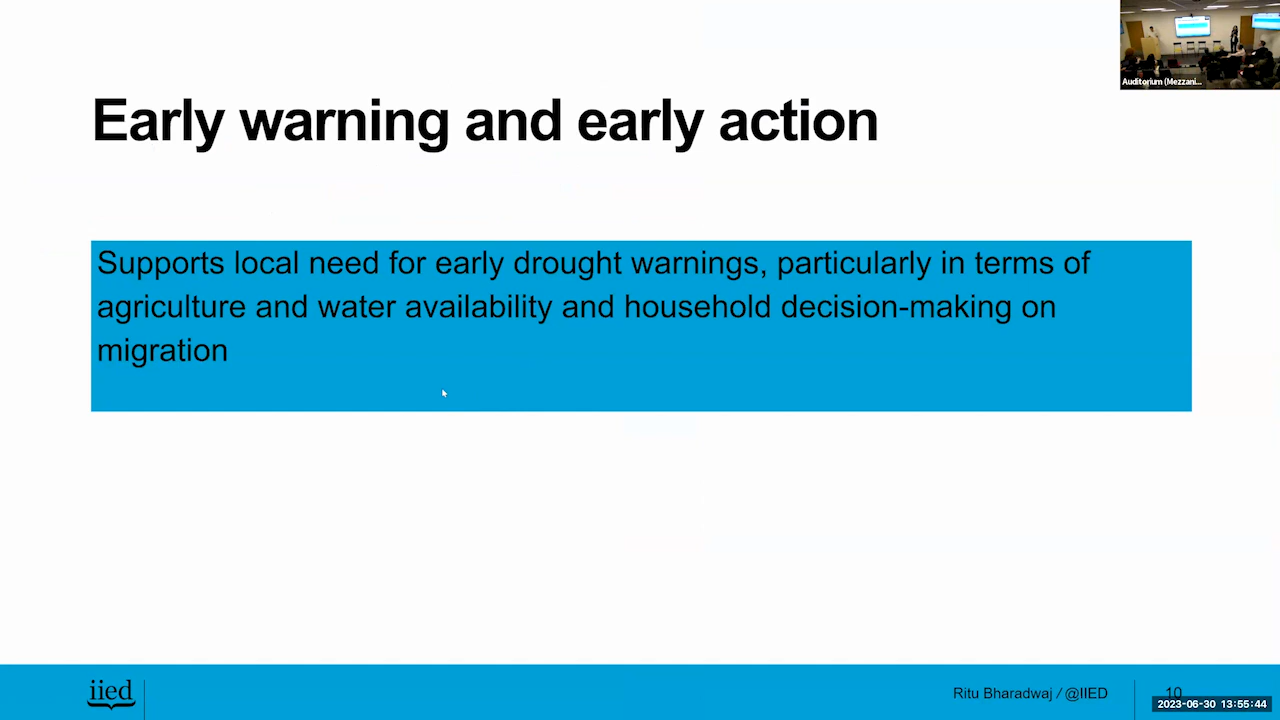 Auditorium (Mezzani...
Early warning and early action
Supports local need for early drought warnings, particularly in terms of
agriculture and water availability and household decision-making on
migration
iied
Ritu Bharadwaj / @IIED
10
2023-06-30 13:55:44